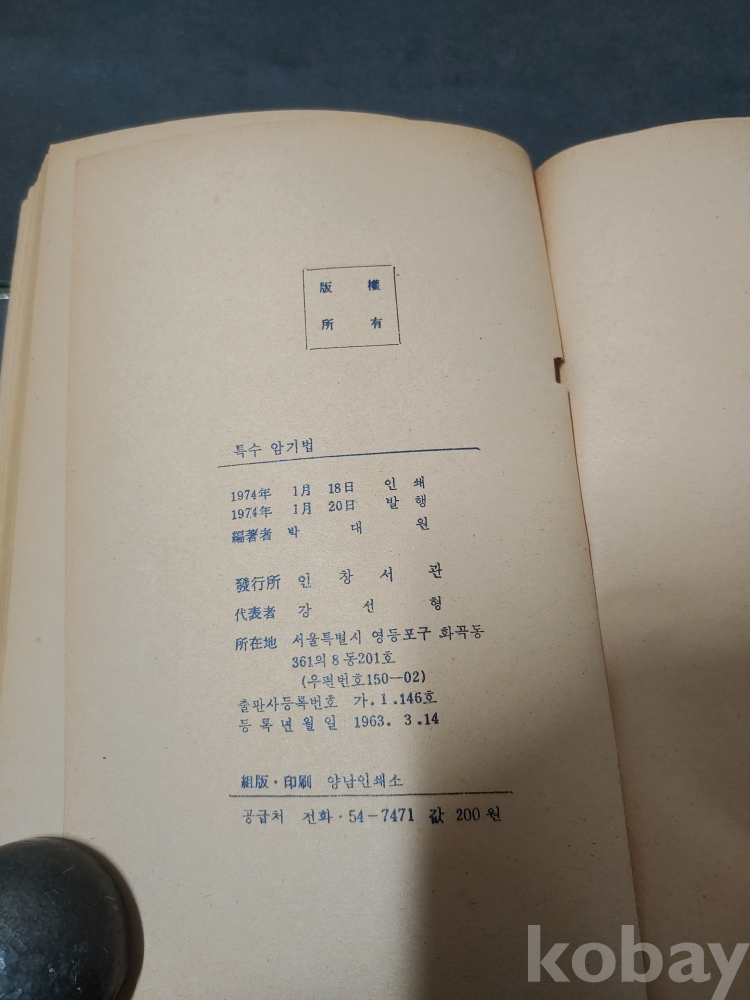 版 權
所 有
특수 암기법
1974年 1月 18日 인 쇄
1974年 1月 20日 발 행
編著者 박 대 원
發行所 인 창 서 관
代表者 강 선 형
所在地 서울특별시 영등포구 화곡동
361의 8 동201호
(우편번호150—02)
출판사등록번호 가. 1. 146호
등 록 년 월 일 1963. 3. 14
組版・印刷 양남인쇄소
공급처 전화・54-7471 값 200원
kobay